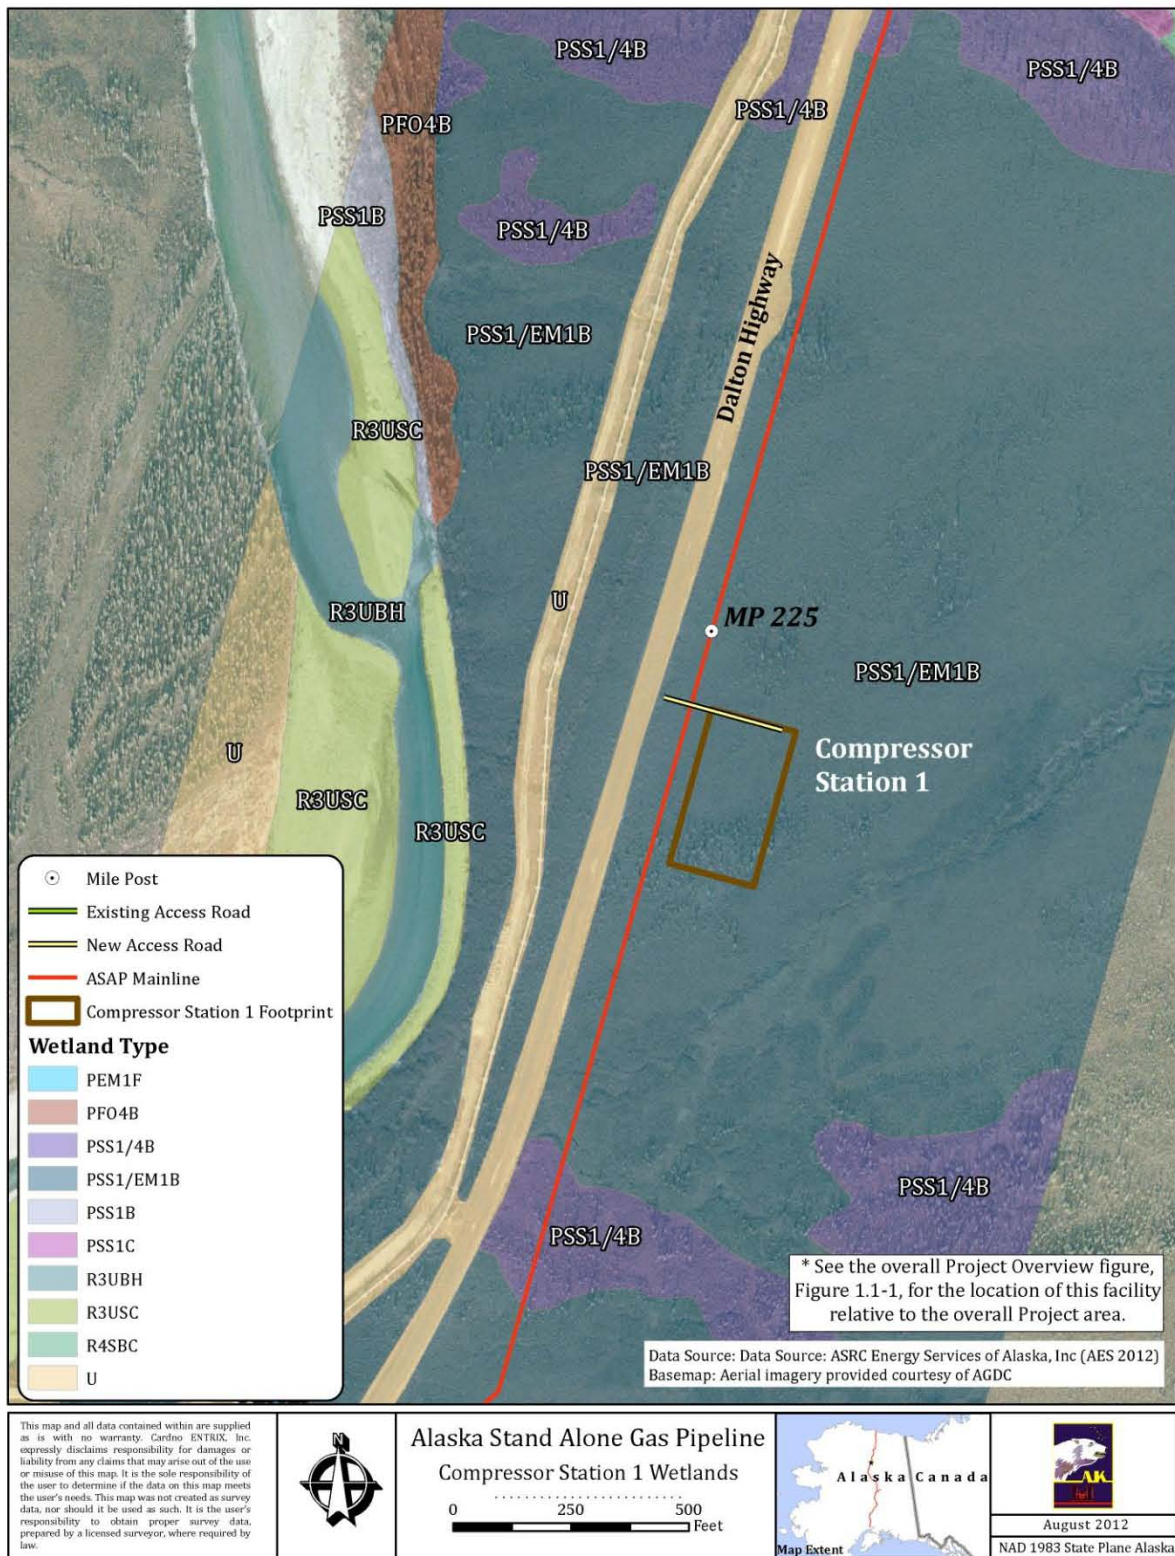 PSS1/4B
PSS1/4B
PSS1/4B
PFO4B
PSS1B
PSS1/4B
Dalton Highway
PSS1/EM1B
R3USC
PSS1/EM1B
R3UBH
U
MP 225
PSS1/EM1B
U
Compressor
Station 1
R3USC
R3USC
Mile Post
Existing Access Road
New Access Road
ASAP Mainline
Compressor Station 1 Footprint
Wetland Type
PEM1F
PFO4B
PSS1/4B
PSS1/EM1B
PSS1B
PSS1C
R3UBH
R3USC
R4SBC
U
PSS1/4B
PSS1/4B
* See the overall Project Overview figure,
Figure 1.1-1, for the location of this facility
relative to the overall Project area.
Data Source: Data Source: ASRC Energy Services of Alaska, Inc (AES 2012)
Basemap: Aerial imagery provided courtesy of AGDC
This map and all data contained within are supplied
as is with no warranty. Cardno ENTRIX, Inc.
expressly disclaims responsibility for damages or
liability from any claims that may arise out of the use
or misuse of this map. It is the sole responsibility of
the user to determine if the data on this map meets
the user's needs. This map was not created as survey
data, nor should it be used as such. It is the user's
responsibility to obtain proper survey data,
prepared by a licensed surveyor, where required by
law.
N
Alaska Stand Alone Gas Pipeline
Compressor Station 1 Wetlands
0 250 500
Feet
Alaska Canada
Map Extent
AK
August 2012
NAD 1983 State Plane Alaska